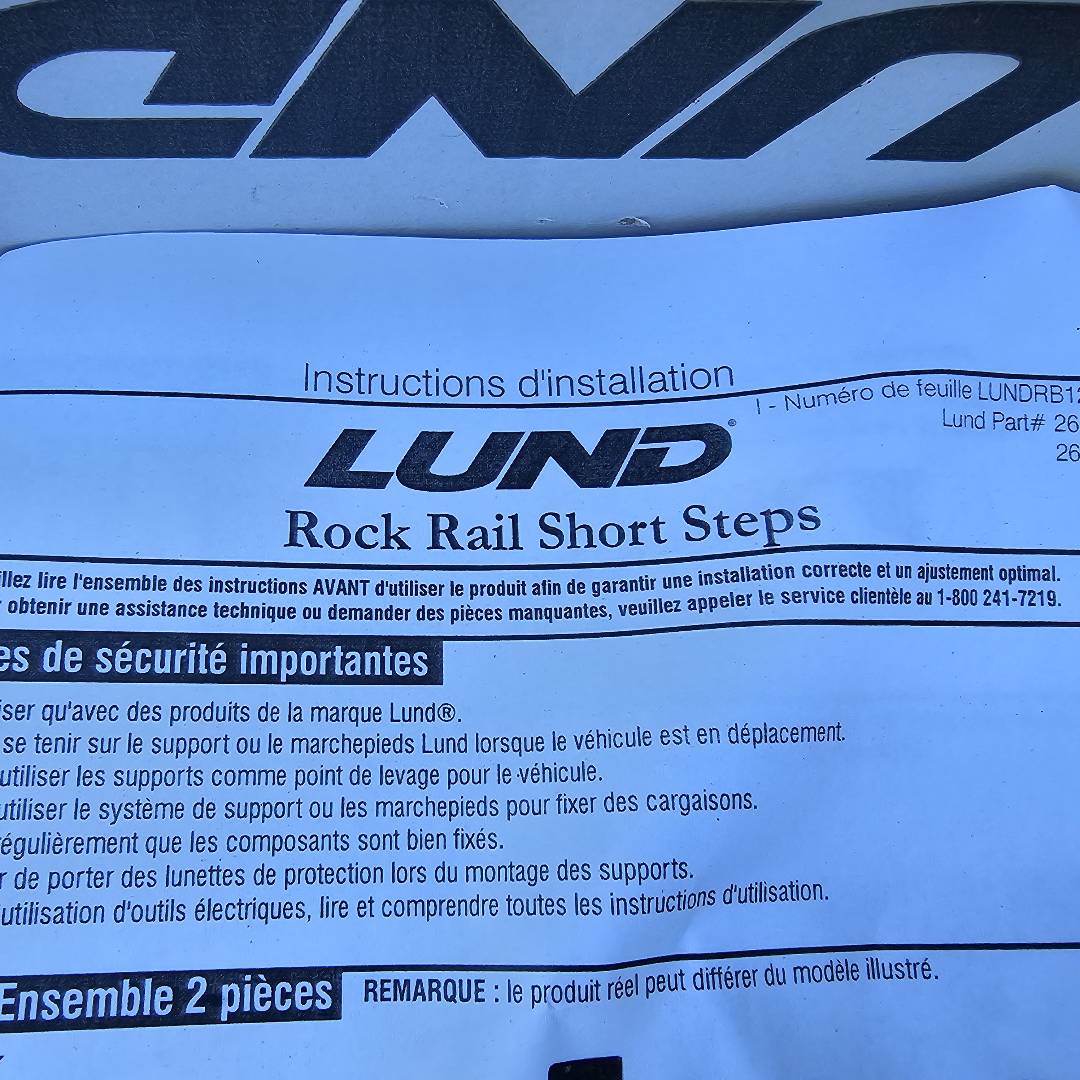 LUND
Instructions d'installation
I - Numéro de feuille LUNDRB12
Lund Part# 26
26
LUND®
Rock Rail Short Steps
illez lire l'ensemble des instructions AVANT d'utiliser le produit afin de garantir une installation correcte et un ajustement optimal.
obtenir une assistance technique ou demander des pièces manquantes, veuillez appeler le service clientèle au 1-800 241-7219.
es de sécurité importantes
iser qu'avec des produits de la marque Lund®.
se tenir sur le support ou le marchepieds Lund lorsque le véhicule est en déplacement.
utiliser les supports comme point de levage pour le véhicule.
utiliser le système de support ou les marchepieds pour fixer des cargaisons.
égulièrement que les composants sont bien fixés.
r de porter des lunettes de protection lors du montage des supports.
utilisation d'outils électriques, lire et comprendre toutes les instructions d'utilisation.
Ensemble 2 pièces REMARQUE : le produit réel peut différer du modèle illustré.